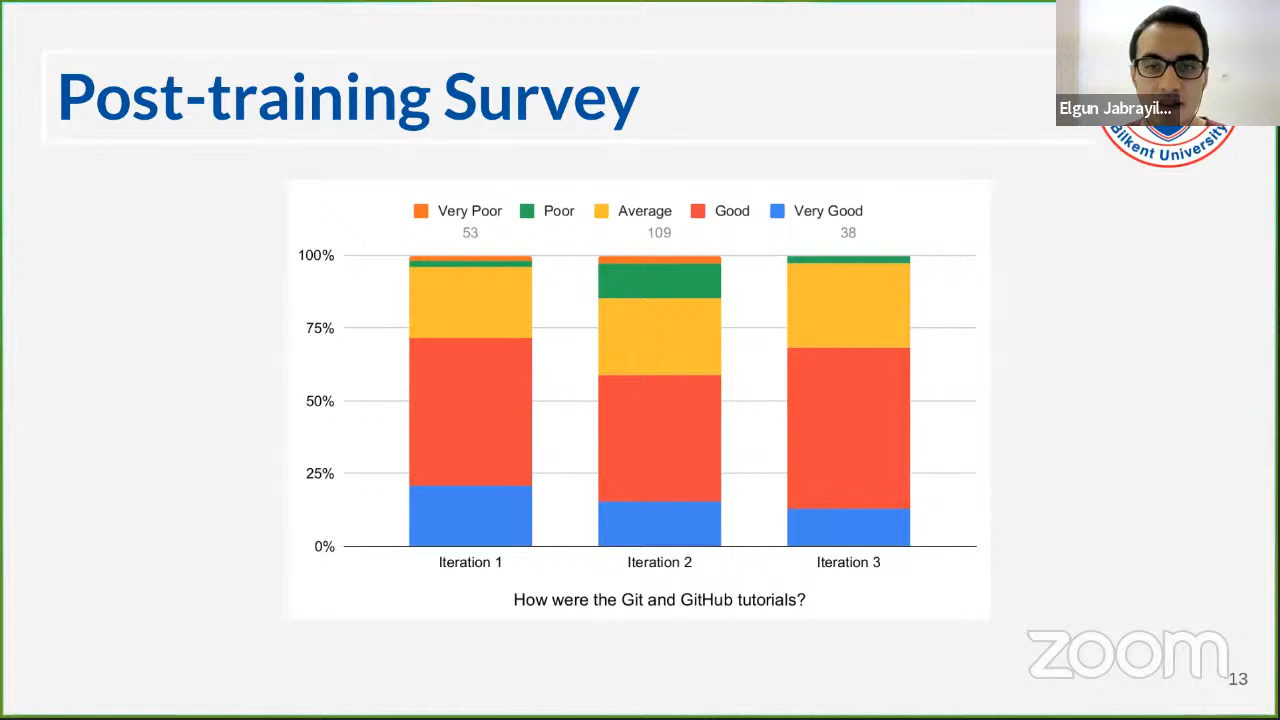 Post-training Survey
Elgun Jabrayil...
Bilkent University
Very Poor Poor Average Good Very Good
53 109 38
100%
75%
50%
25%
0%
Iteration 1 Iteration 2 Iteration 3
How were the Git and GitHub tutorials?
zoom
13